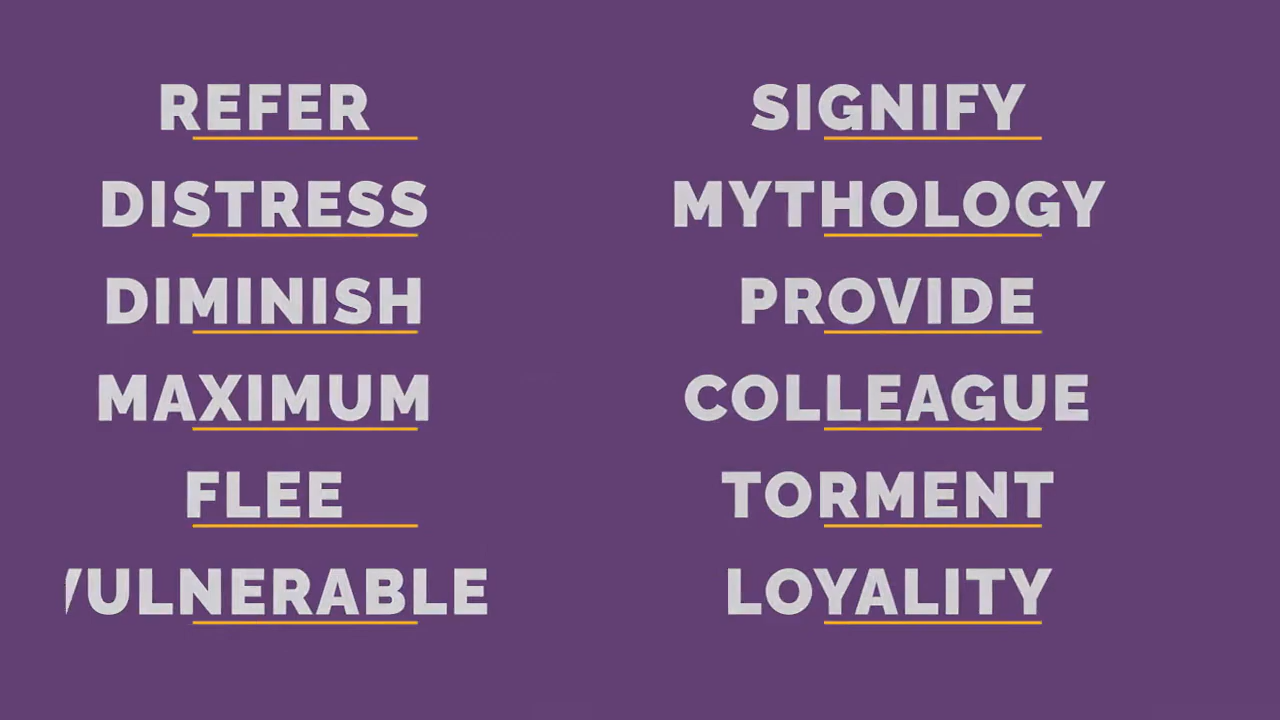 REFER
DISTRESS
DIMINISH
MAXIMUM
FLEE
VULNERABLE
SIGNIFY
MYTHOLOGY
PROVIDE
COLLEAGUE
TORMENT
LOYALITY